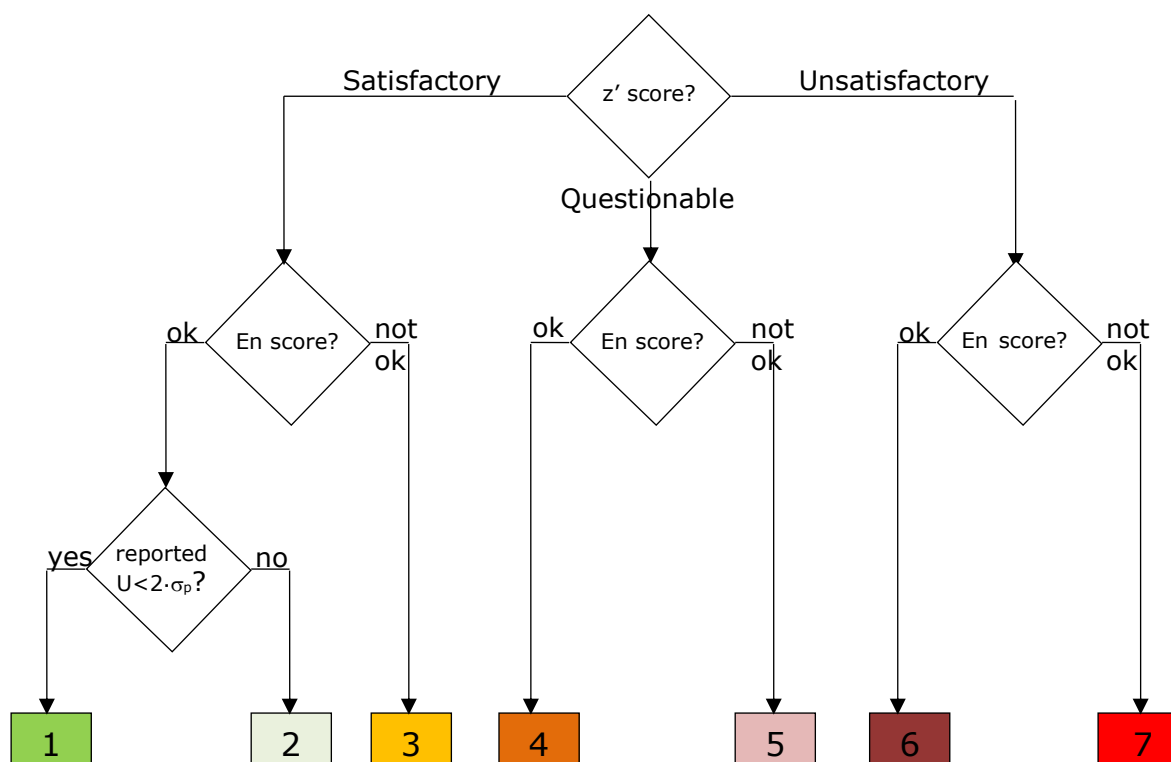 z’ score?
Satisfactory
Unsatisfactory
Questionable
En score?
ok
not
ok
En score?
ok
not
ok
En score?
ok
not
ok
reported
U<2·σₚ?
yes
no
1
2
3
4
5
6
7